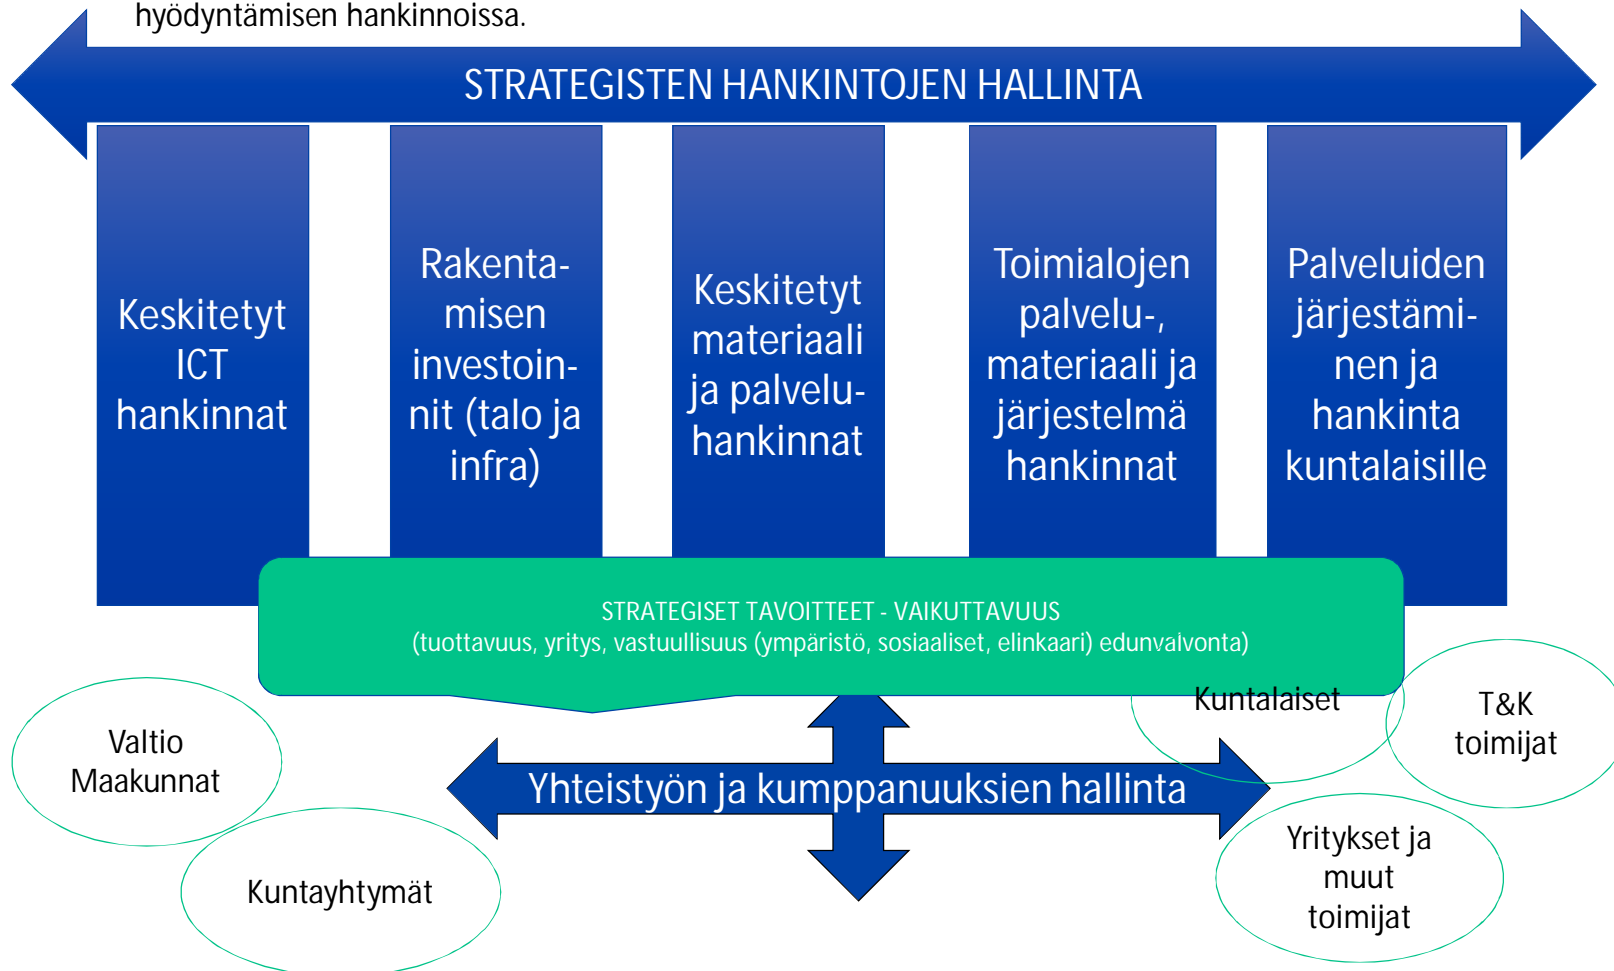 hyödyntämisen hankinnoissa.
STRATEGISTEN HANKINTOJEN HALLINTA
Keskitetyt
ICT
hankinnat
Rakenta-
misen
investoin-
nit (talo ja
infra)
Keskitetyt
materiaali
ja palvelu-
hankinnat
Toimialojen
palvelu-,
materiaali ja
järjestelmä
hankinnat
Palveluiden
järjestämi-
nen ja
hankinta
kuntalaisille
STRATEGISET TAVOITTEET - VAIKUTTAVUUS
(tuottavuus, yritys, vastuullisuus (ympäristö, sosiaaliset, elinkaari) edunvalvonta)
Valtio
Maakunnat
Kuntayhtymät
Yhteistyön ja kumppanuuksien hallinta
Kuntalaiset
T&K
toimijat
Yritykset ja
muut
toimijat